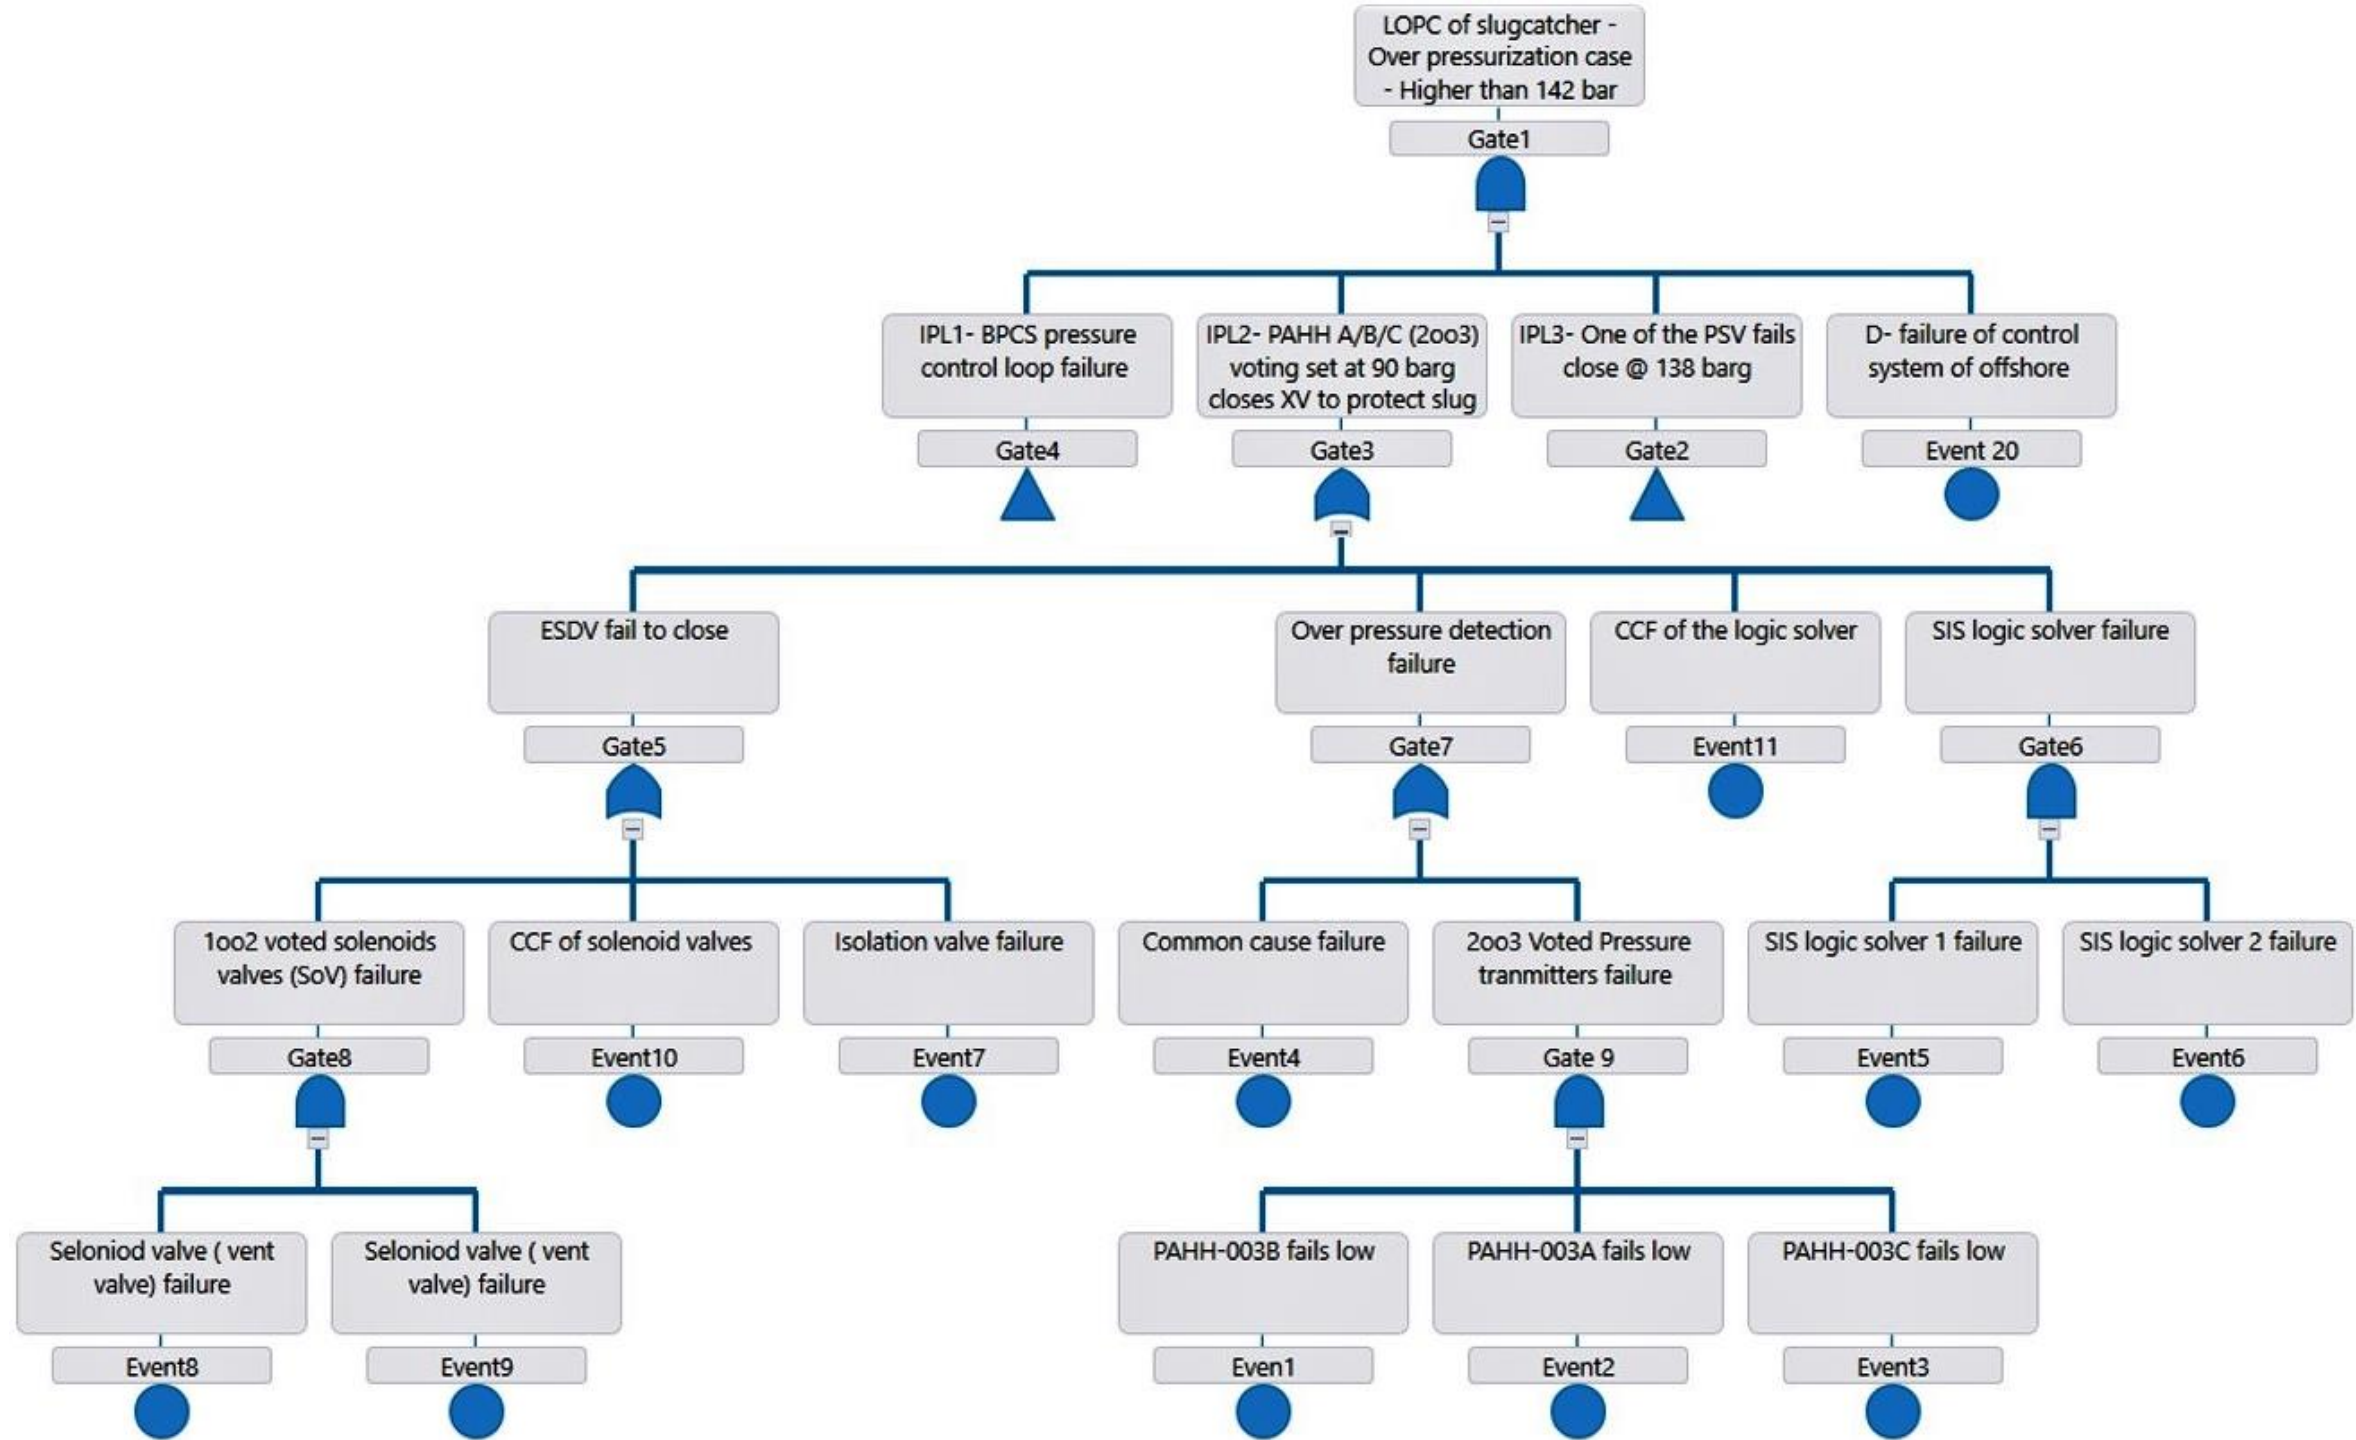 LOPC of slugcatcher -
Over pressurization case
- Higher than 142 bar
Gate1
IPL1- BPCS pressure
control loop failure
Gate4
IPL2- PAHH A/B/C (2oo3)
voting set at 90 barg
closes XV to protect slug
Gate3
IPL3- One of the PSV fails
close @ 138 barg
Gate2
D- failure of control
system of offshore
Event 20
ESDV fail to close
Gate5
Over pressure detection
failure
Gate7
CCF of the logic solver
Event11
SIS logic solver failure
Gate6
1oo2 voted solenoids
valves (SoV) failure
Gate8
CCF of solenoid valves
Event10
Isolation valve failure
Event7
Common cause failure
Event4
2oo3 Voted Pressure
tranmitters failure
Gate 9
SIS logic solver 1 failure
Event5
SIS logic solver 2 failure
Event6
Seloniod valve ( vent
valve) failure
Event8
Seloniod valve ( vent
valve) failure
Event9
PAHH-003B fails low
Even1
PAHH-003A fails low
Event2
PAHH-003C fails low
Event3